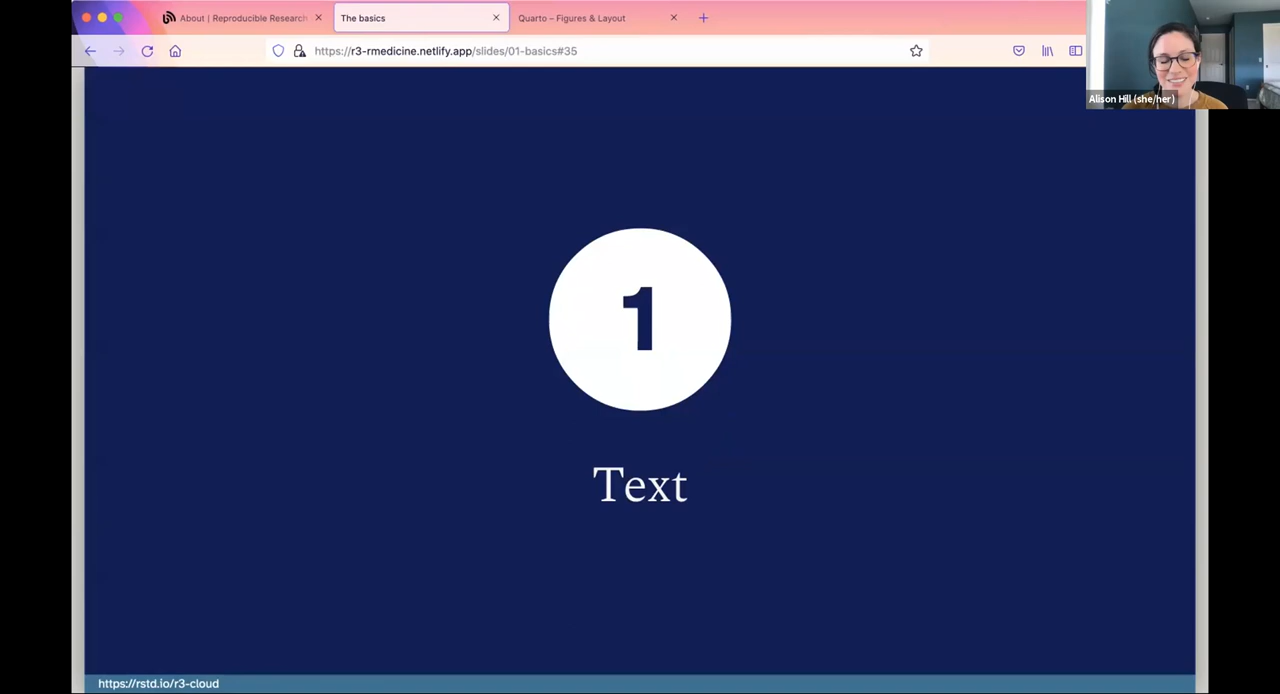 About | Reproducible Research
The basics
Quarto – Figures & Layout
https://r3-rmedicine.netlify.app/slides/01-basics#35
Alison Hill (she/her)
1
Text
https://rstd.io/r3-cloud